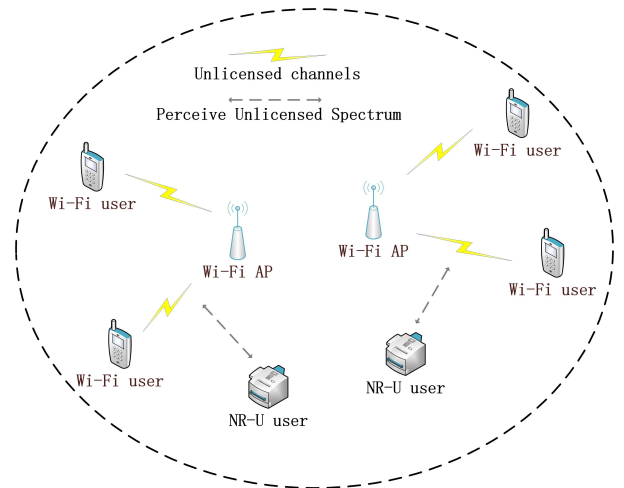 Unlicensed channels
Perceive Unlicensed Spectrum
Wi-Fi user
Wi-Fi user
Wi-Fi AP
Wi-Fi AP
Wi-Fi user
Wi-Fi user
NR-U user
NR-U user